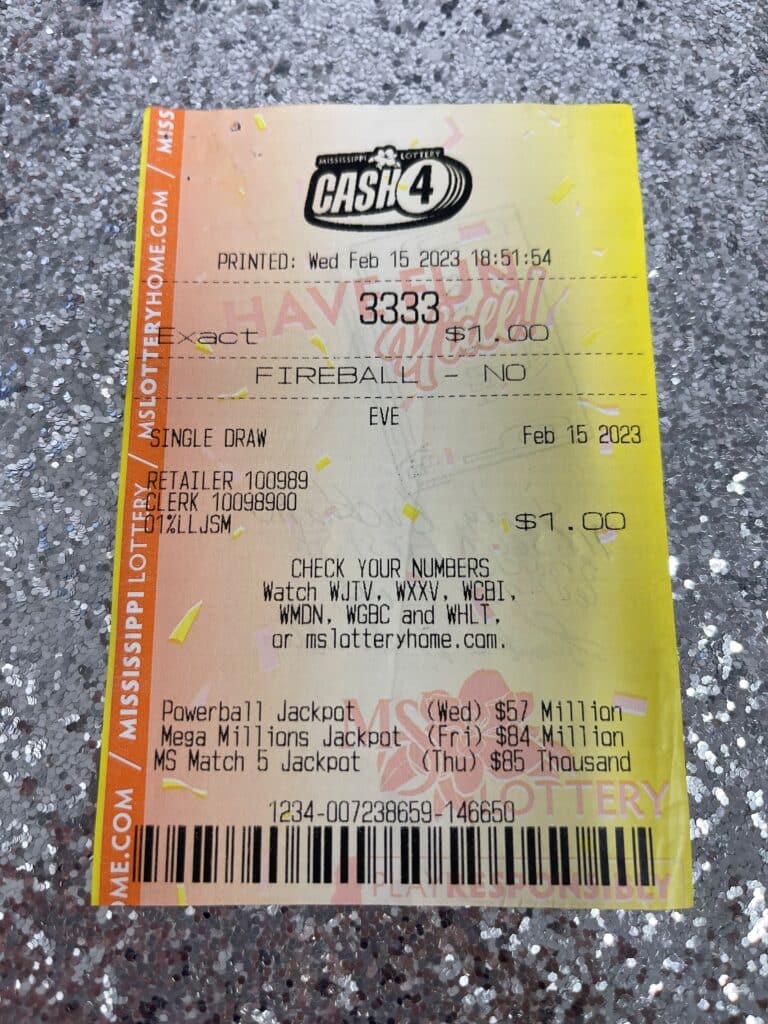 MISSISSIPPI LOTTERY
CASH 4
PRINTED: Wed Feb 15 2023 18:51:54
HAVE FUN
Y'all!
3333
Exact $1.00
FIREBALL - NO
EVE
SINGLE DRAW Feb 15 2023
RETAILER 100989
CLERK 10098900
01%LLJSM $1.00
CHECK YOUR NUMBERS
Watch WJTV, WXXV, WCBI,
WMDN, WGBC and WHLT,
or mslotteryhome.com.
Powerball Jackpot (Wed) $57 Million
Mega Millions Jackpot (Fri) $84 Million
MS Match 5 Jackpot (Thu) $85 Thousand
MS
LOTTERY
1234-007238659-146650
PLAY RESPONSIBLY
OME.COM / MISSISSIPPI LOTTERY / MSLOTTERYHOME.COM / MISS